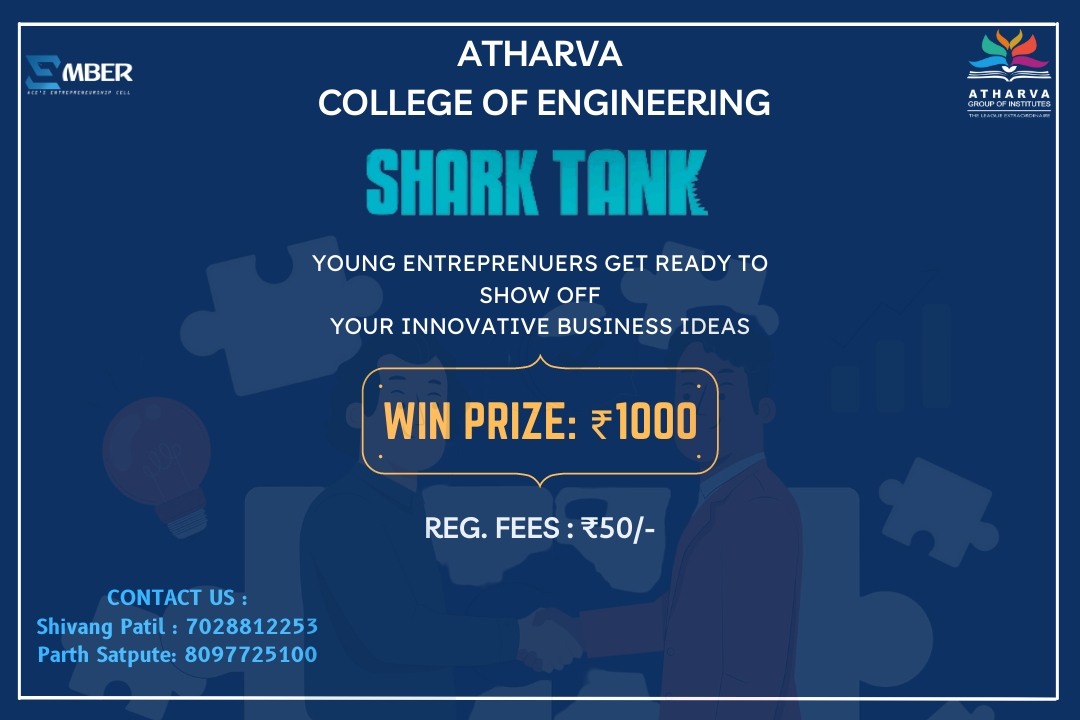 EMBER
ACE'S ENTREPRENEURSHIP CELL
ATHARVA
COLLEGE OF ENGINEERING
ATHARVA
GROUP OF INSTITUTES
THE LEAGUE EXTRAORDINAIRE
SHARK TANK
YOUNG ENTREPRENUERS GET READY TO
SHOW OFF
YOUR INNOVATIVE BUSINESS IDEAS
WIN PRIZE: ₹1000
REG. FEES : ₹50/-
CONTACT US :
Shivang Patil : 7028812253
Parth Satpute: 8097725100